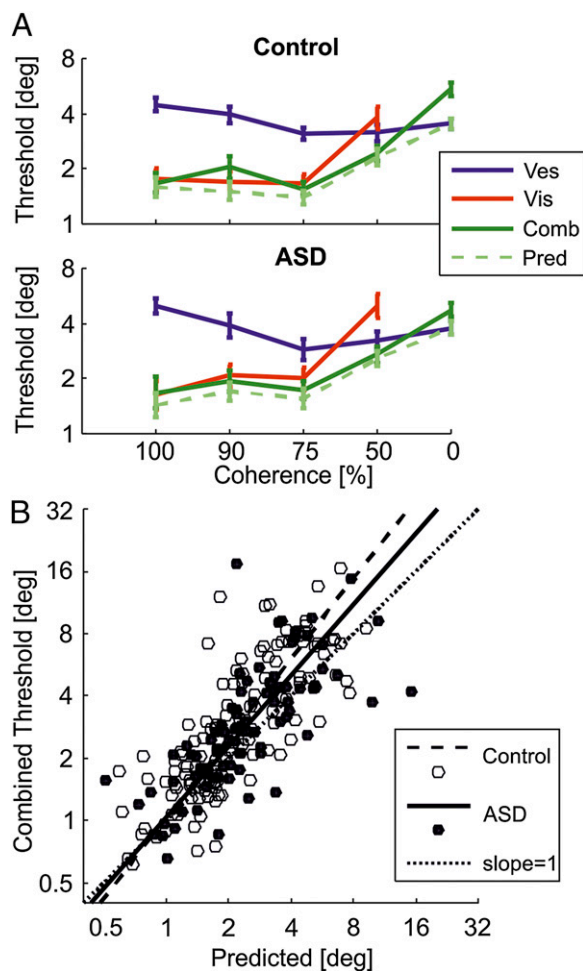 A
Control
Threshold [deg]
8
4
2
1
Ves
Vis
Comb
Pred
ASD
Threshold [deg]
8
4
2
1
100 90 75 50 0
Coherence [%]
B
Combined Threshold [deg]
32
16
8
4
2
1
0.5
Control
ASD
slope=1
0.5 1 2 4 8 16 32
Predicted [deg]